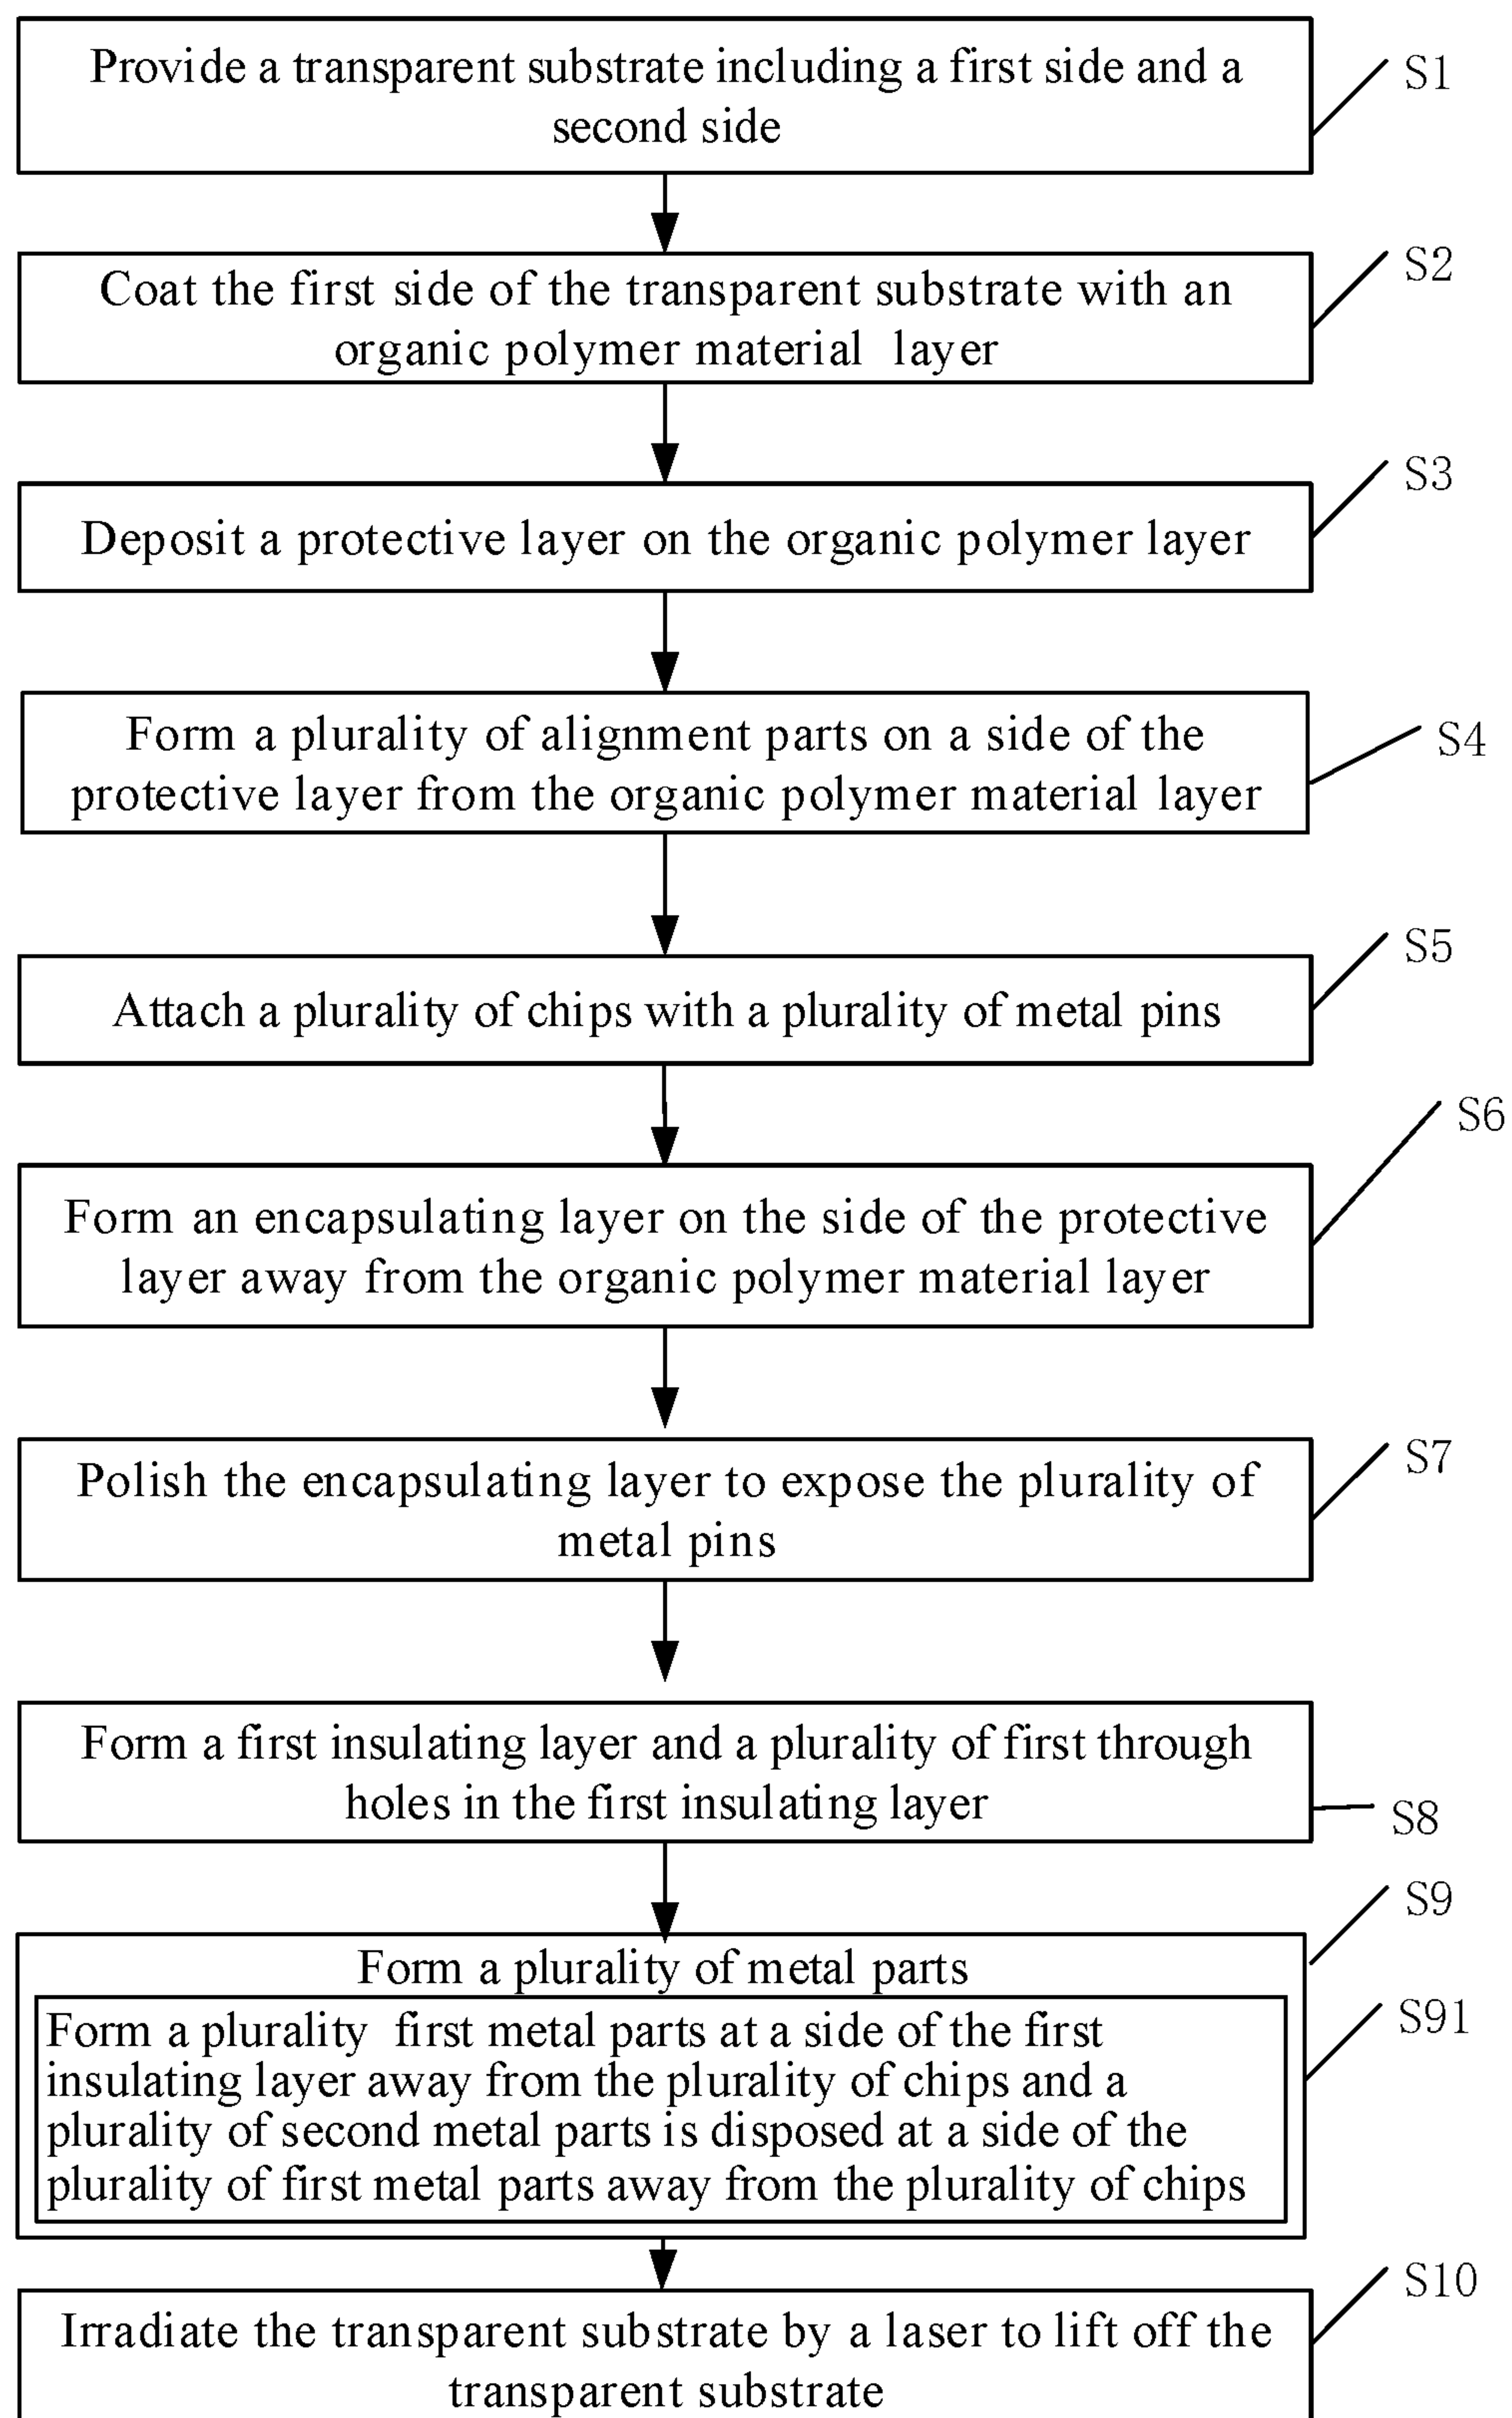 Provide a transparent substrate including a first side and a
second side
S1
Coat the first side of the transparent substrate with an
organic polymer material layer
S2
Deposit a protective layer on the organic polymer layer
S3
Form a plurality of alignment parts on a side of the
protective layer from the organic polymer material layer
S4
Attach a plurality of chips with a plurality of metal pins
S5
Form an encapsulating layer on the side of the protective
layer away from the organic polymer material layer
S6
Polish the encapsulating layer to expose the plurality of
metal pins
S7
Form a first insulating layer and a plurality of first through
holes in the first insulating layer
S8
Form a plurality of metal parts
S9
Form a plurality first metal parts at a side of the first
insulating layer away from the plurality of chips and a
plurality of second metal parts is disposed at a side of the
plurality of first metal parts away from the plurality of chips
S91
Irradiate the transparent substrate by a laser to lift off the
transparent substrate
S10